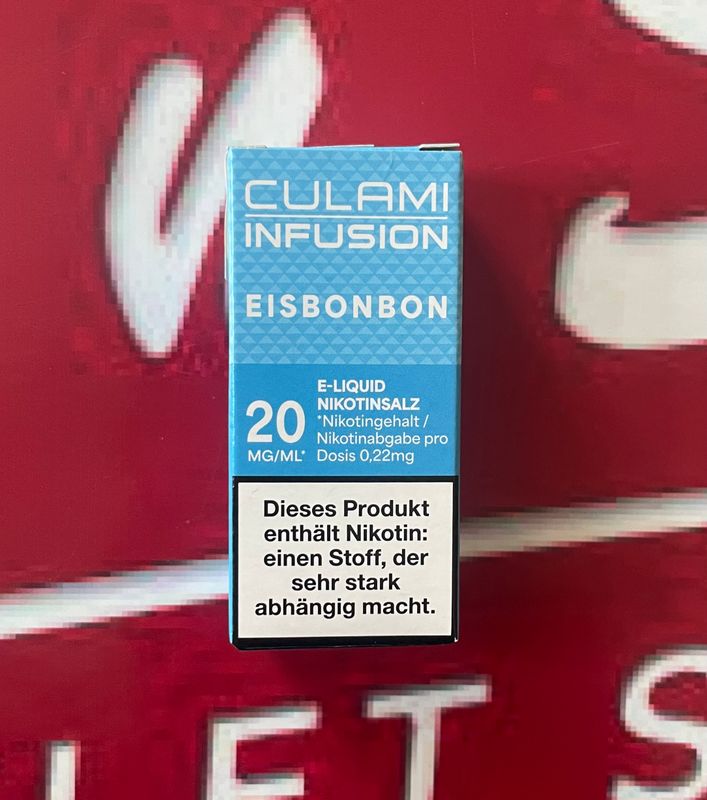 CULAMI
INFUSION
EISBONBON
20
MG/ML*
E-LIQUID
NIKOTINSALZ
*Nikotingehalt /
Nikotinabgabe pro
Dosis 0,22mg
Dieses Produkt
enthält Nikotin:
einen Stoff, der
sehr stark
abhängig macht.